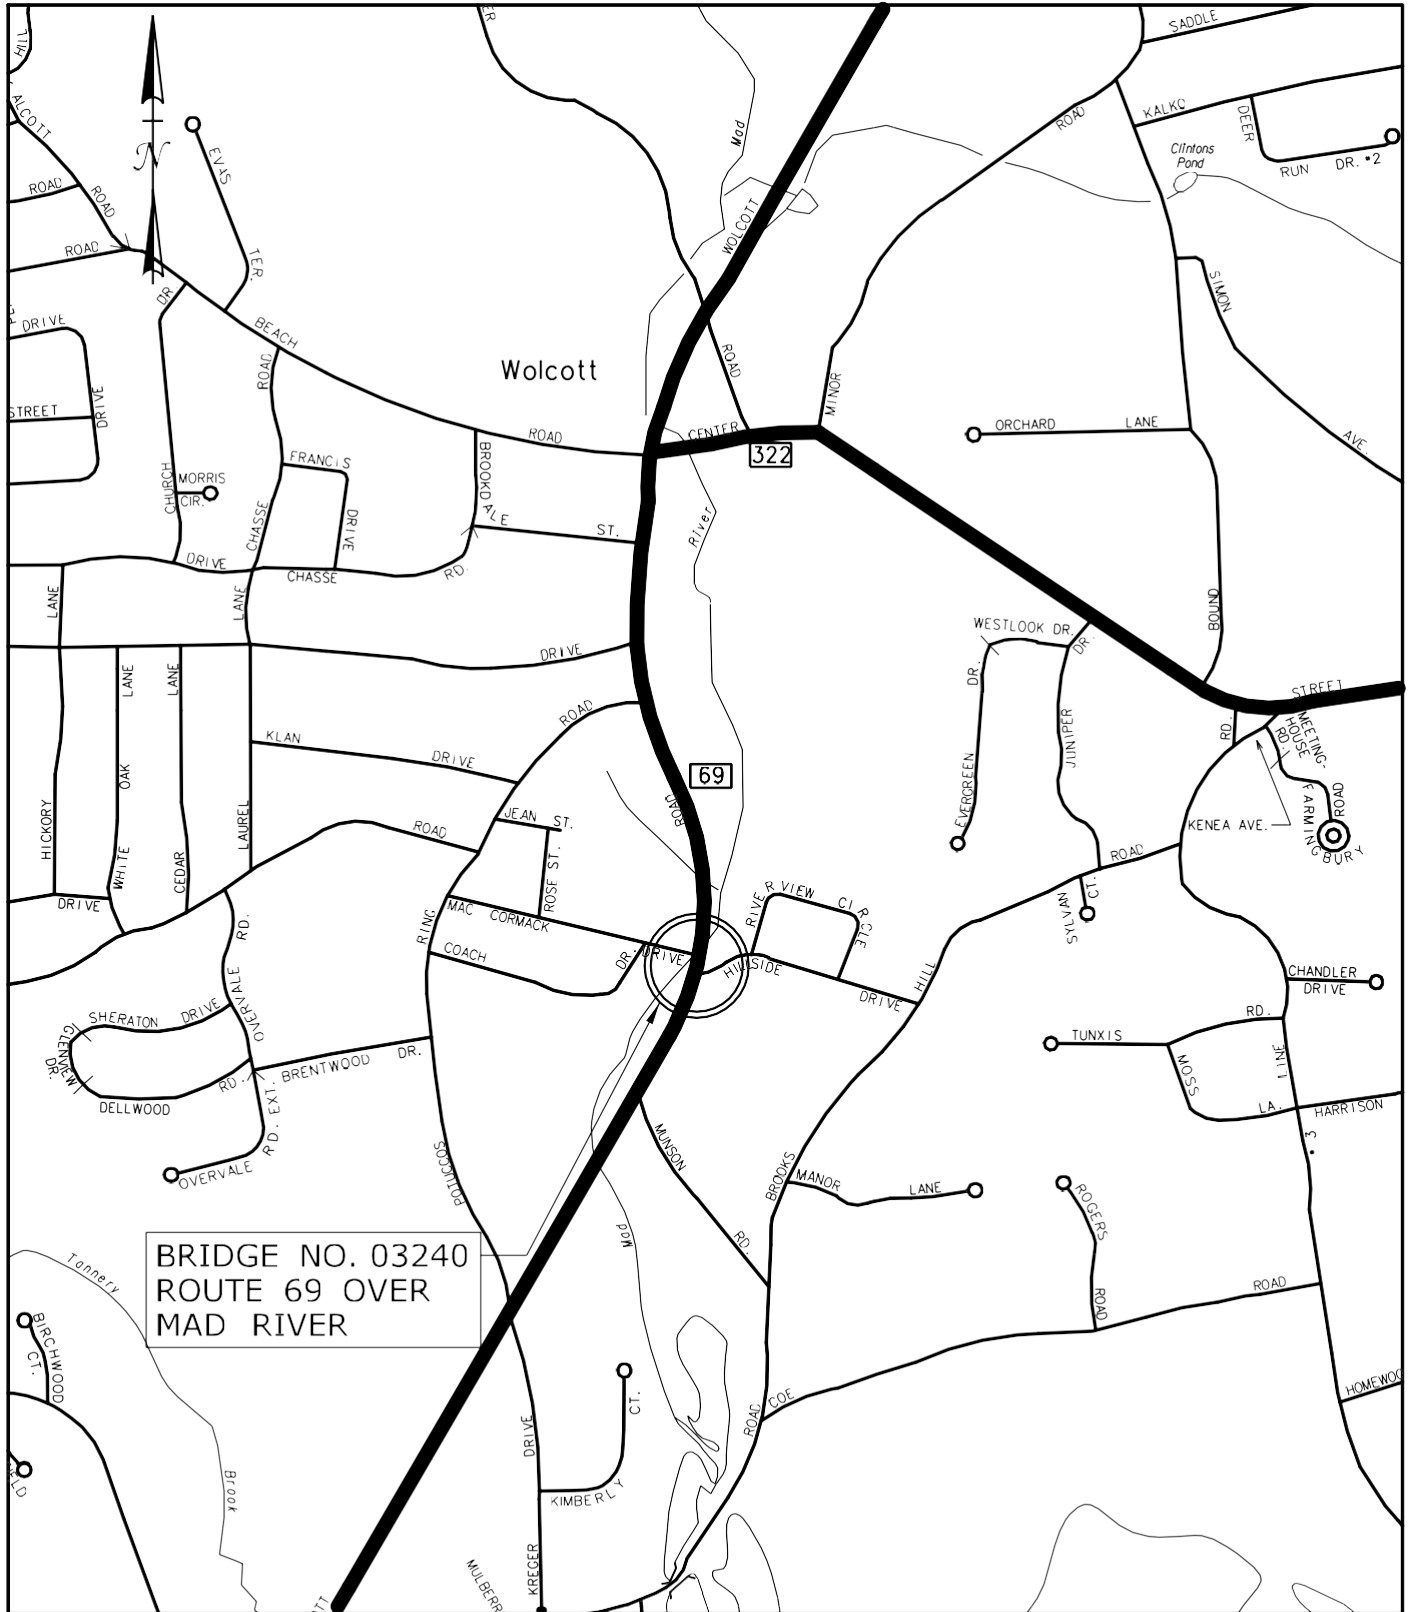 SADDLE
HILL
ALCOTT
ROAD
KALKO
DEER
Mad
Clintons
Pond
RUN DR. #2
EVAS
TER.
ROAD
ROAD
ROAD
N
WOLCOTT
DR
SIMON
AVE.
DRIVE
BEACH
Wolcott
ROAD
ROAD
MINOR
DRIVE
STREET
ROAD
CENTER
322
ORCHARD LANE
BROOKDALE
ST.
RD.
FRANCIS
DRIVE
MORRIS
CIR.
CHURCH
DRIVE
CHASSE
CHASSE
River
LANE
LANE
BOUND
WESTLOOK DR.
DR.
DRIVE
DR.
STREET
ROAD
LANE
LANE
JUNIPER
RD.
MEETING-
HOUSE
RD.
KLAN DRIVE
69
ROAD
OAK
EVERGREEN
KENEA AVE.
ROAD
FARMINGBURY
HICKORY
WHITE
CEDAR
LAUREL
ROAD
JEAN ST.
ROSE ST.
ROAD
CT.
SYLVAN
DRIVE
RD.
RING
MAC CORMACK
DRIVE
RIVERVIEW CIRCLE
COACH
DR.
HILLSIDE
DRIVE
HILL
CHANDLER
DRIVE
OVERVALE
SHERATON DRIVE
GLENVIEW
DR.
RD.
TUNXIS
LINE
MOSS
LA.
HARRISON
RD.
BRENTWOOD DR.
DELLWOOD
RD. EXT.
OVERVALE
POTUCCOS
MUNSON
RD.
BROOKS
MANOR LANE
ROGERS
ROAD
#3
Mad
BRIDGE NO. 03240
ROUTE 69 OVER
MAD RIVER
Tannery
Brook
BIRCHWOOD
CT.
ROAD
COE
ROAD
HOMEWOO
DRIVE
CT.
KIMBERLY
KREGER
MULBERR